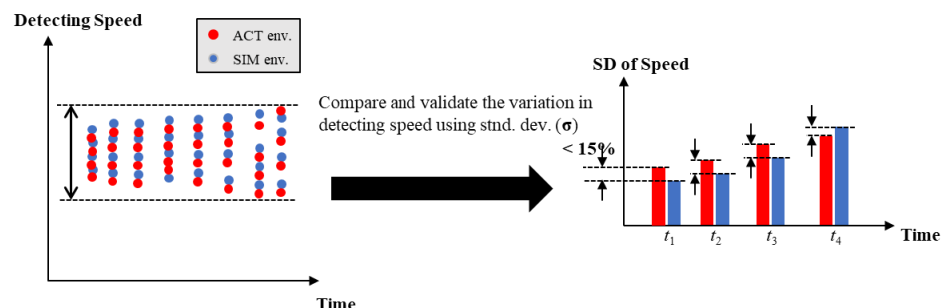 Detecting Speed
ACT env.
SIM env.
Time
Compare and validate the variation in
detecting speed using stnd. dev. (σ)
SD of Speed
< 15%
t1
t2
t3
t4
Time